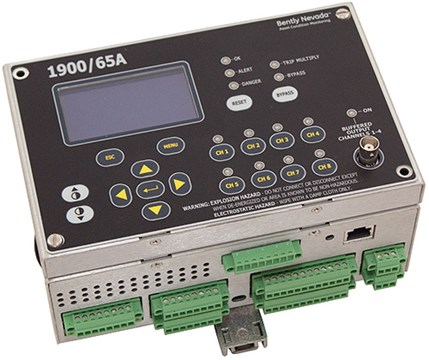 Bently Nevada™
Asset Condition Monitoring
1900/65A
OK
ALERT
DANGER
TRIP MULTIPLY
BYPASS
RESET
BYPASS
ON
BUFFERED
OUTPUT
CHANNELS 1-4
ESC
MENU
CH 1
CH 2
CH 3
CH 4
CH 5
CH 6
CH 7
CH 8
WARNING: EXPLOSION HAZARD - DO NOT CONNECT OR DISCONNECT EXCEPT
WHEN DE-ENERGIZED OR AREA IS KNOWN TO BE NON-HAZARDOUS
ELECTROSTATIC HAZARD - WIPE WITH A DAMP CLOTH ONLY.